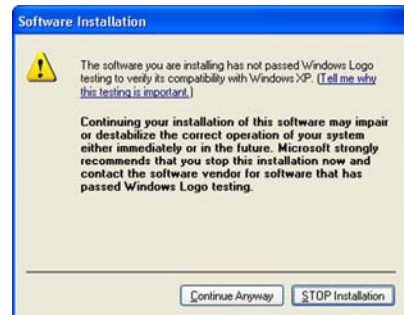 Software Installation
The software you are installing has not passed Windows Logo
testing to verify its compatibility with Windows XP. (Tell me why
this testing is important.)
Continuing your installation of this software may impair
or destabilize the correct operation of your system
either immediately or in the future. Microsoft strongly
recommends that you stop this installation now and
contact the software vendor for software that has
passed Windows Logo testing.
Continue Anyway
STOP Installation